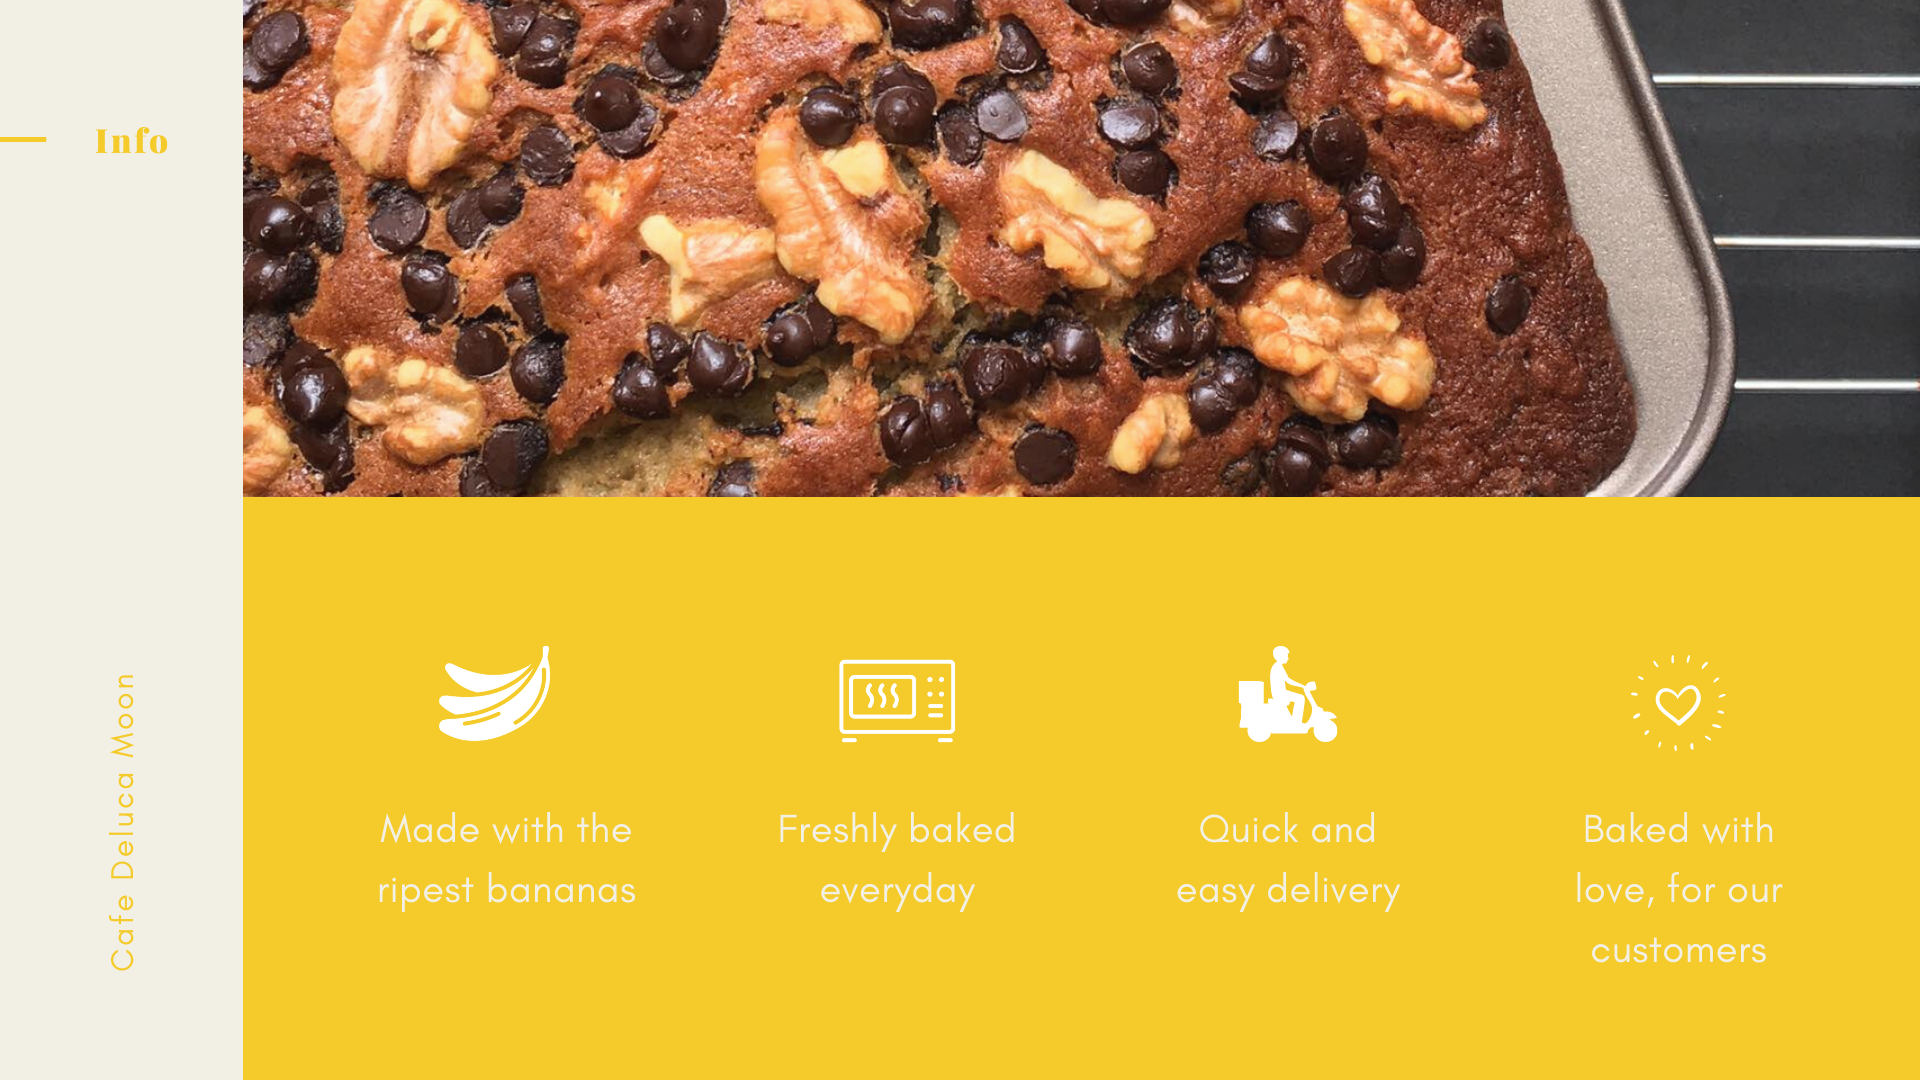 Info
Cafe Deluca Moon
Made with the
ripest bananas
Freshly baked
everyday
Quick and
easy delivery
Baked with
love, for our
customers